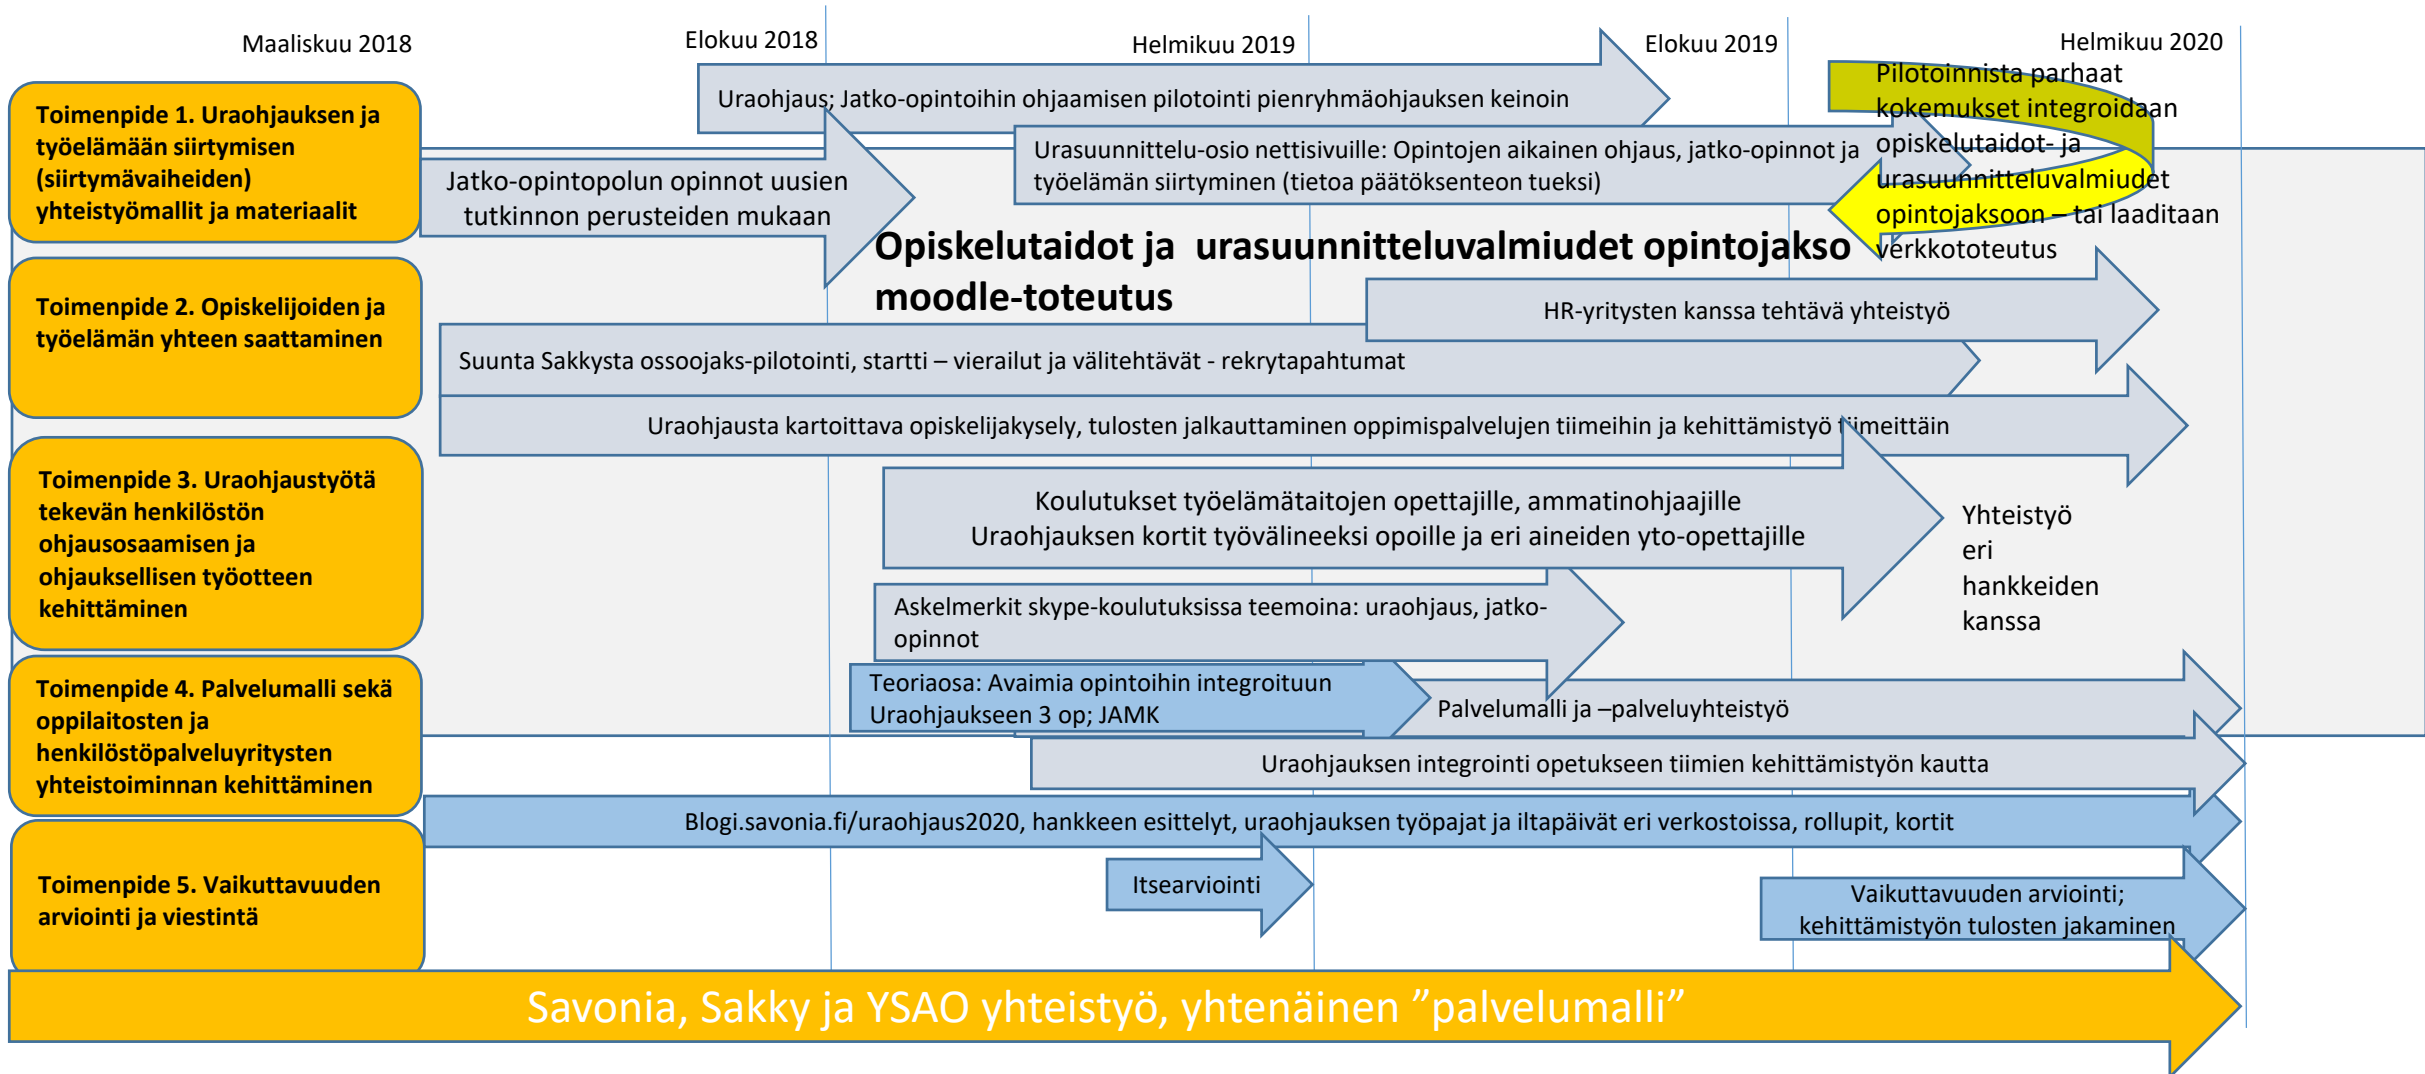 Maaliskuu 2018
Elokuu 2018
Helmikuu 2019
Elokuu 2019
Helmikuu 2020
Toimenpide 1. Uraohjauksen ja
työelämään siirtymisen
(siirtymävaiheiden)
yhteistyömallit ja materiaalit
Uraohjaus; Jatko-opintoihin ohjaamisen pilotointi pienryhmäohjauksen keinoin
Jatko-opintopolun opinnot uusien
tutkinnon perusteiden mukaan
Urasuunnittelu-osio nettisivuille: Opintojen aikainen ohjaus, jatko-opinnot ja
työelämän siirtyminen (tietoa päätöksenteon tueksi)
Pilotoinnista parhaat
kokemukset integroidaan
opiskelutaidot- ja
urasuunnitteluvalmiudet
opintojaksoon – tai laaditaan
verkkototeutus
Opiskelutaidot ja  urasuunnitteluvalmiudet opintojakso
moodle-toteutus
Toimenpide 2. Opiskelijoiden ja
työelämän yhteen saattaminen
HR-yritysten kanssa tehtävä yhteistyö
Suunta Sakkysta ossoojaks-pilotointi, startti – vierailut ja välitehtävät - rekrytapahtumat
Uraohjausta kartoittava opiskelijakysely, tulosten jalkauttaminen oppimispalvelujen tiimeihin ja kehittämistyö tiimeittäin
Toimenpide 3. Uraohjaustyötä
tekevän henkilöstön
ohjausosaamisen ja
ohjauksellisen työotteen
kehittäminen
Koulutukset työelämätaitojen opettajille, ammatinohjaajille
Uraohjauksen kortit työvälineeksi opoille ja eri aineiden yto-opettajille
Yhteistyö
eri
hankkeiden
kanssa
Askelmerkit skype-koulutuksissa teemoina: uraohjaus, jatko-
opinnot
Toimenpide 4. Palvelumalli sekä
oppilaitosten ja
henkilöstöpalveluyritysten
yhteistoiminnan kehittäminen
Teoriaosa: Avaimia opintoihin integroituun
Uraohjaukseen 3 op; JAMK
Palvelumalli ja –palveluyhteistyö
Uraohjauksen integrointi opetukseen tiimien kehittämistyön kautta
Blogi.savonia.fi/uraohjaus2020, hankkeen esittelyt, uraohjauksen työpajat ja iltapäivät eri verkostoissa, rollupit, kortit
Toimenpide 5. Vaikuttavuuden
arviointi ja viestintä
Itsearviointi
Vaikuttavuuden arviointi;
kehittämistyön tulosten jakaminen
Savonia, Sakky ja YSAO yhteistyö, yhtenäinen ”palvelumalli”